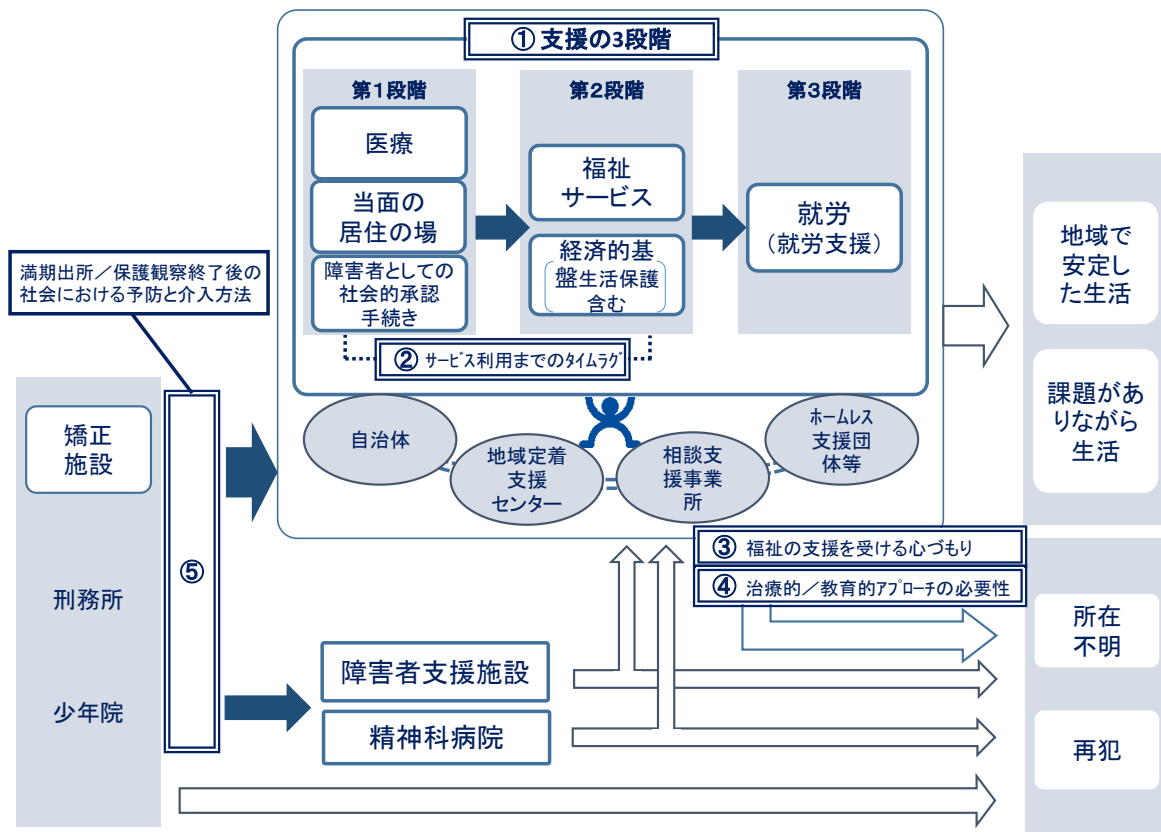 ① 支援の3段階
第1段階
医療
当面の
居住の場
障害者としての
社会的承認
手続き
第2段階
福祉
サービス
経済的基
盤生活保護
含む
第3段階
就労
(就労支援)
② サービス利用までのタイムラグ
自治体
地域定着
支援
センター
相談支
援事業
所
ホームレス
支援団
体等
満期出所／保護観察終了後の
社会における予防と介入方法
矯正
施設
刑務所
少年院
⑤
障害者支援施設
精神科病院
③ 福祉の支援を受ける心づもり
④ 治療的／教育的アプローチの必要性
地域で
安定し
た生活
課題があ
りながら
生活
所在
不明
再犯